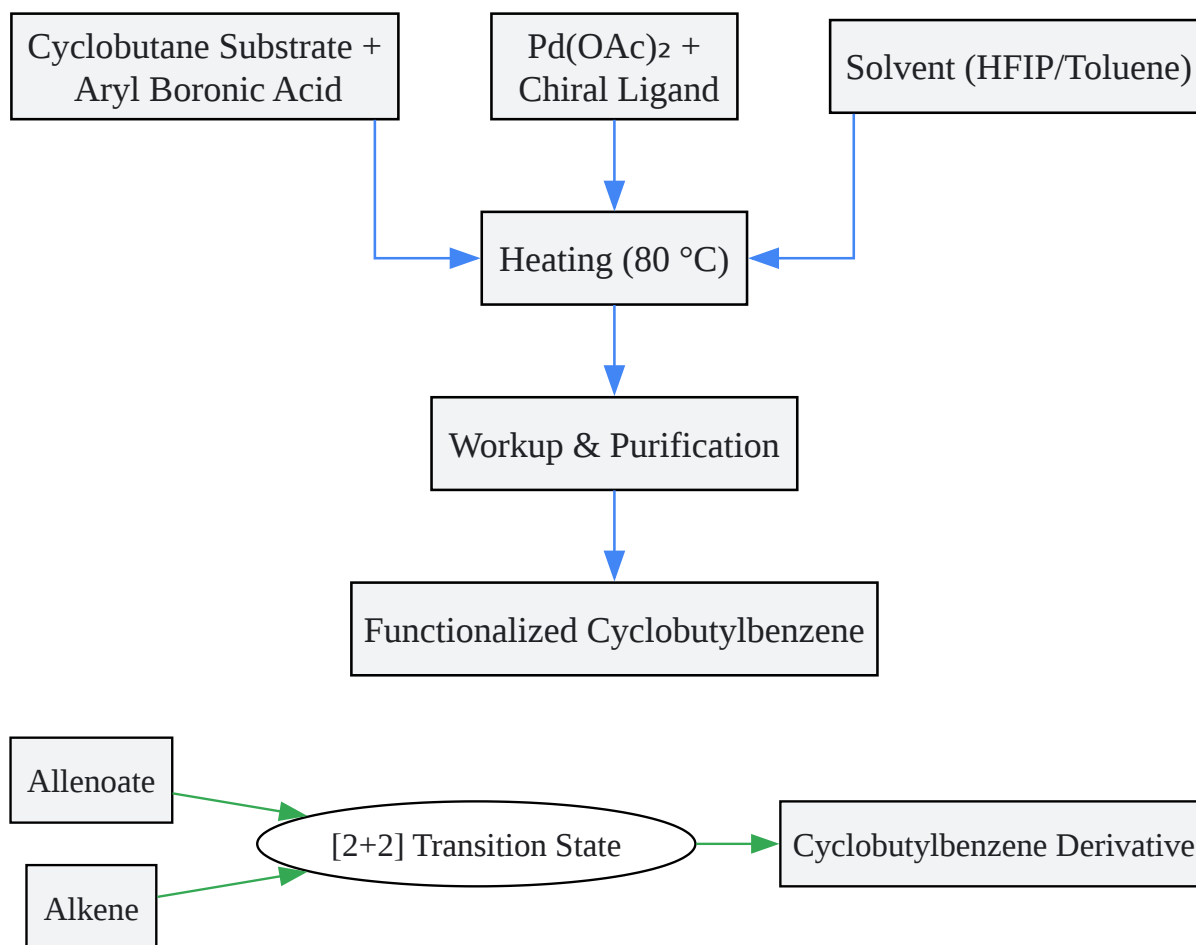 Cyclobutane Substrate +
Aryl Boronic Acid
Pd(OAc)₂ +
Chiral Ligand
Solvent (HFIP/Toluene)
Heating (80 °C)
Workup & Purification
Functionalized Cyclobutylbenzene
Allenoate
[2+2] Transition State
Cyclobutylbenzene Derivative
Alkene